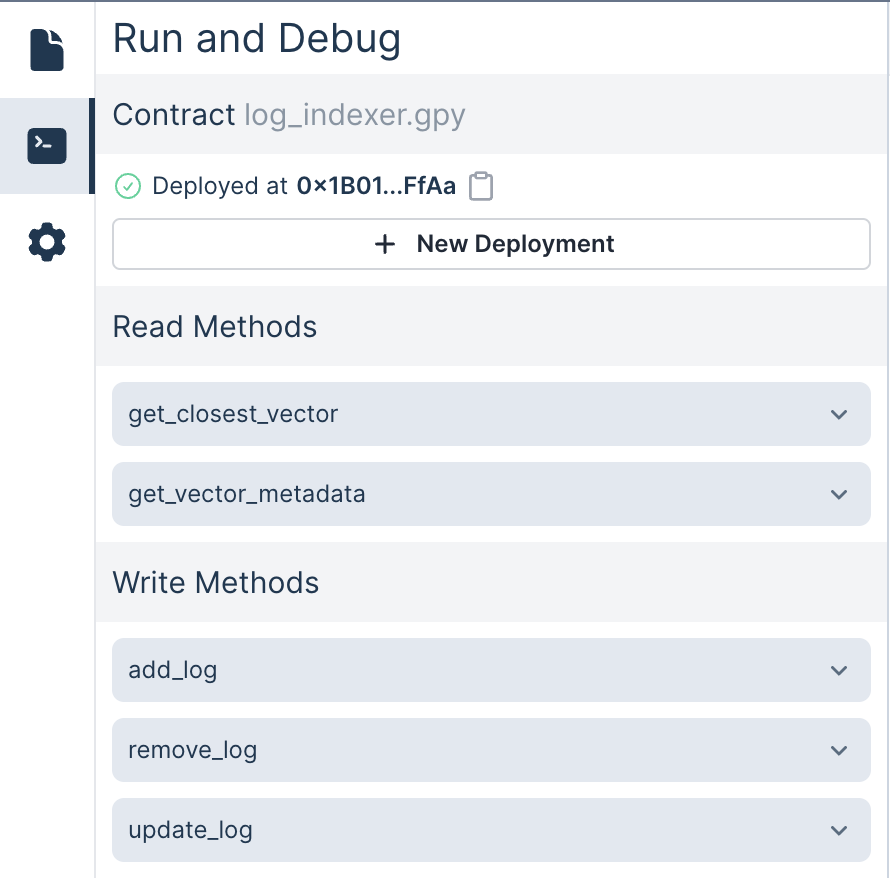 Run and Debug
Contract log_indexer.gpy
Deployed at 0x1B01...FfAa
+ New Deployment
Read Methods
get_closest_vector
get_vector_metadata
Write Methods
add_log
remove_log
update_log